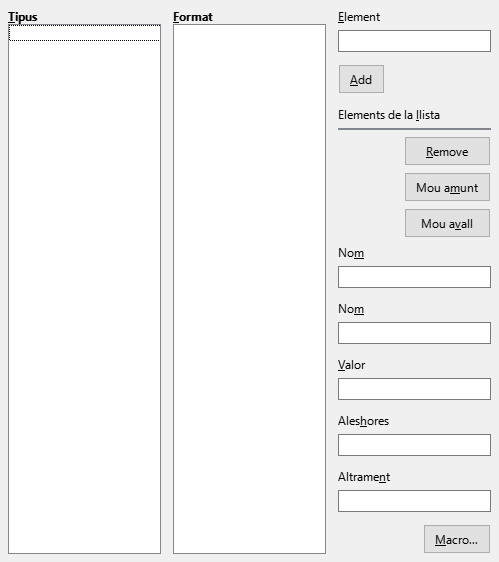 Tipus
Format
Element
Add
Elements de la llista
Remove
Mou amunt
Mou avall
Nom
Nom
Valor
Aleshores
Altrament
Macro...